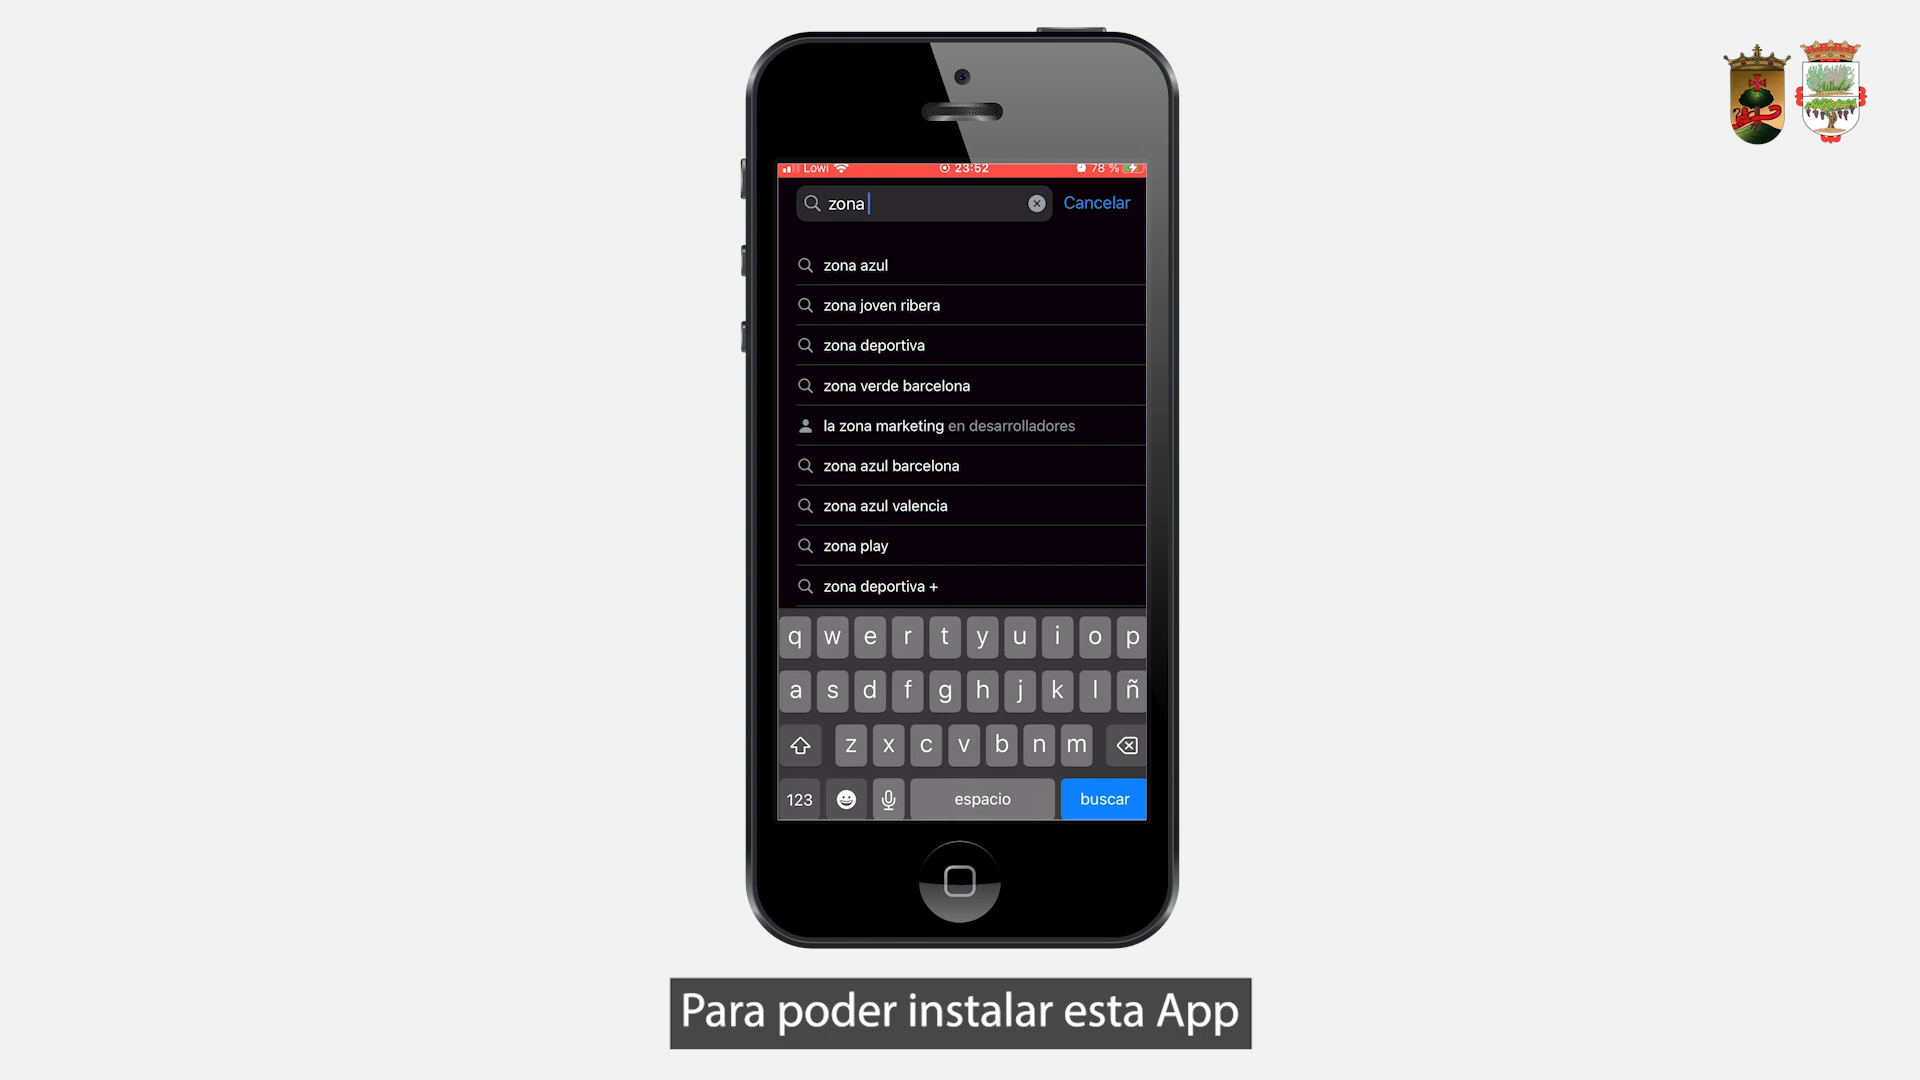 Lowi 23:52 78 %
zona Cancelar
zona azul
zona joven ribera
zona deportiva
zona verde barcelona
la zona marketing en desarrolladores
zona azul barcelona
zona azul valencia
zona play
zona deportiva +
q w e r t y u i o p
a s d f g h j k l ñ
z x c v b n m
123 espacio buscar
Para poder instalar esta App